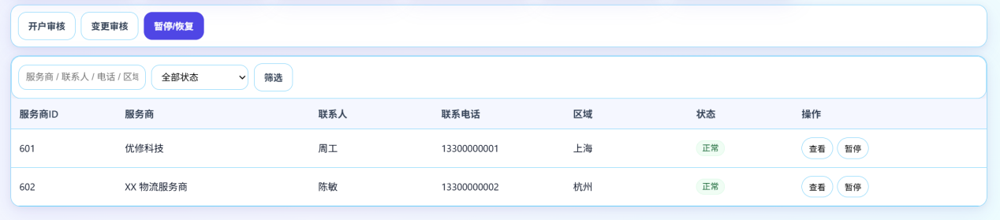 开户审核 变更审核 暂停/恢复
服务商 / 联系人 / 电话 / 区域 全部状态 筛选
服务商ID 服务商 联系人 联系电话 区域 状态 操作
601 优修科技 周工 13300000001 上海 正常 查看 暂停
602 XX 物流服务商 陈敏 13300000002 杭州 正常 查看 暂停